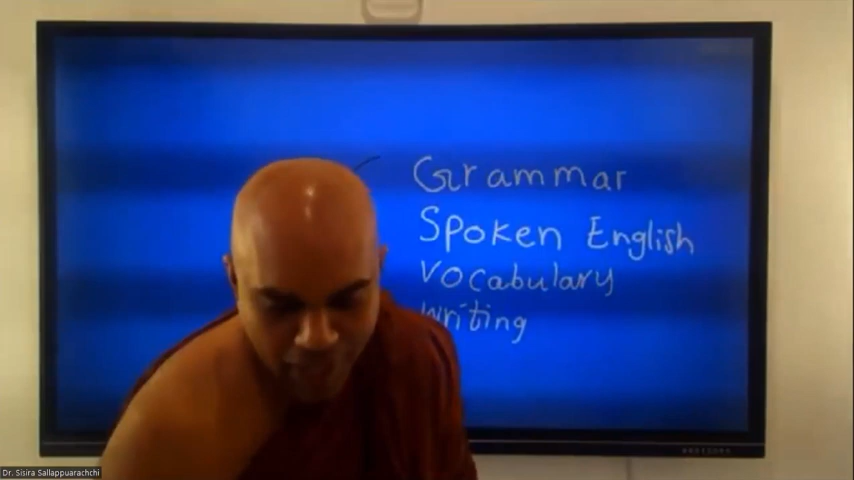 Grammar
Spoken English
Vocabulary
Writing
Dr. Sisira Sallappuarachchi